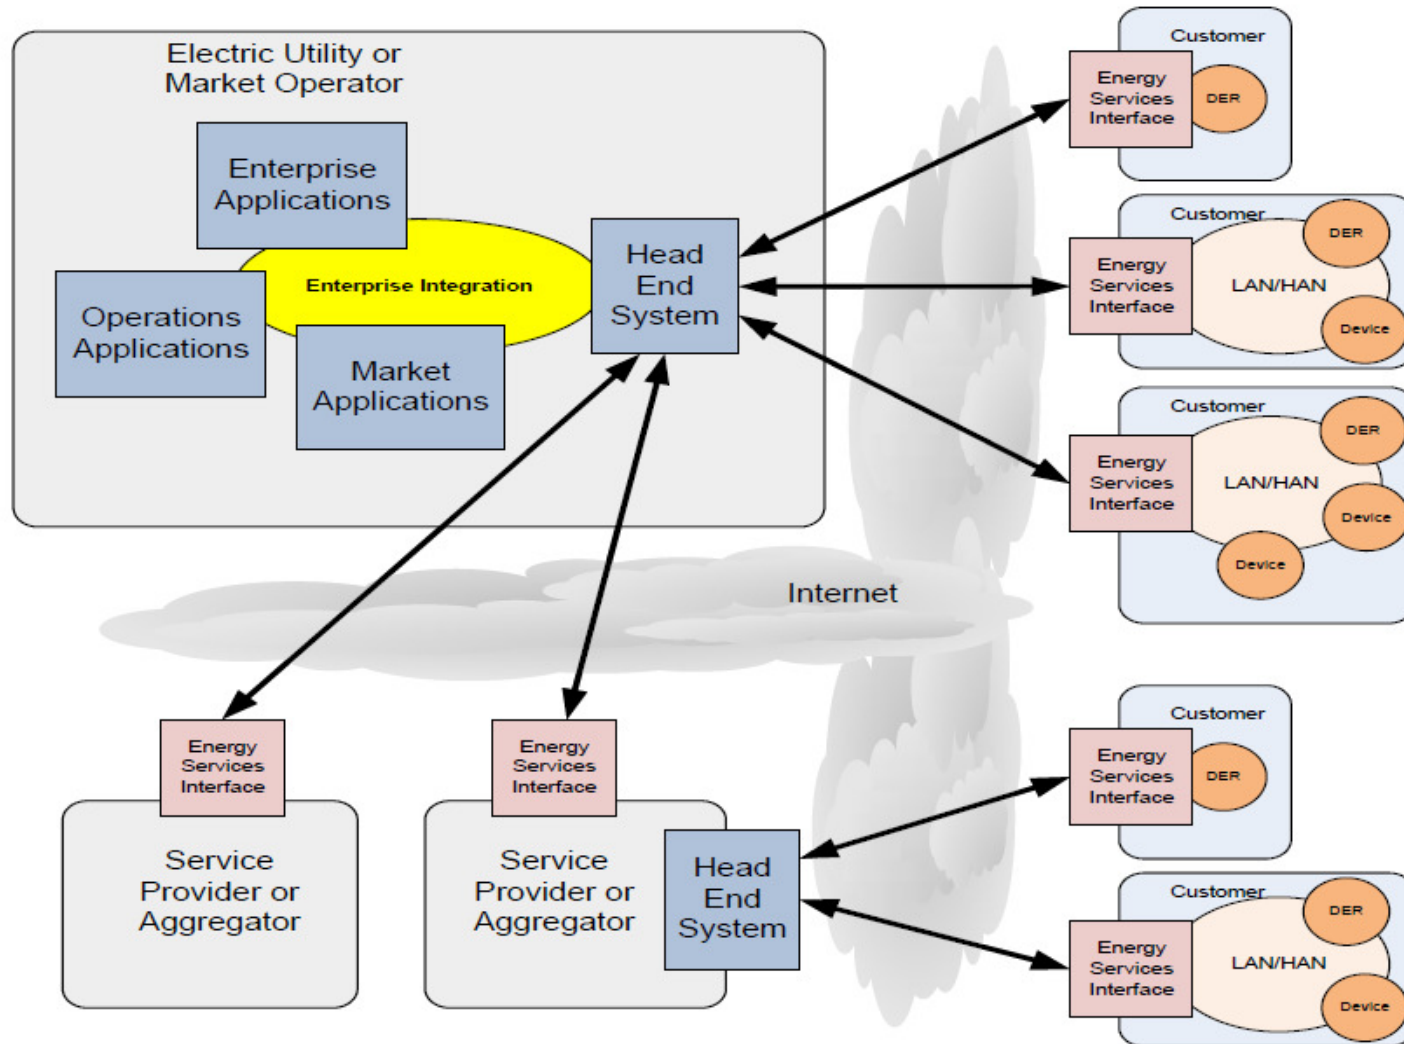 Electric Utility or
Market Operator
Enterprise
Applications
Enterprise Integration
Operations
Applications
Market
Applications
Head
End
System
Customer
Energy
Services
Interface
DER
Customer
Energy
Services
Interface
LAN/HAN
DER
Device
Customer
Energy
Services
Interface
LAN/HAN
DER
Device
Device
Internet
Energy
Services
Interface
Service
Provider or
Aggregator
Energy
Services
Interface
Service
Provider or
Aggregator
Head
End
System
Customer
Energy
Services
Interface
DER
Customer
Energy
Services
Interface
LAN/HAN
DER
Device